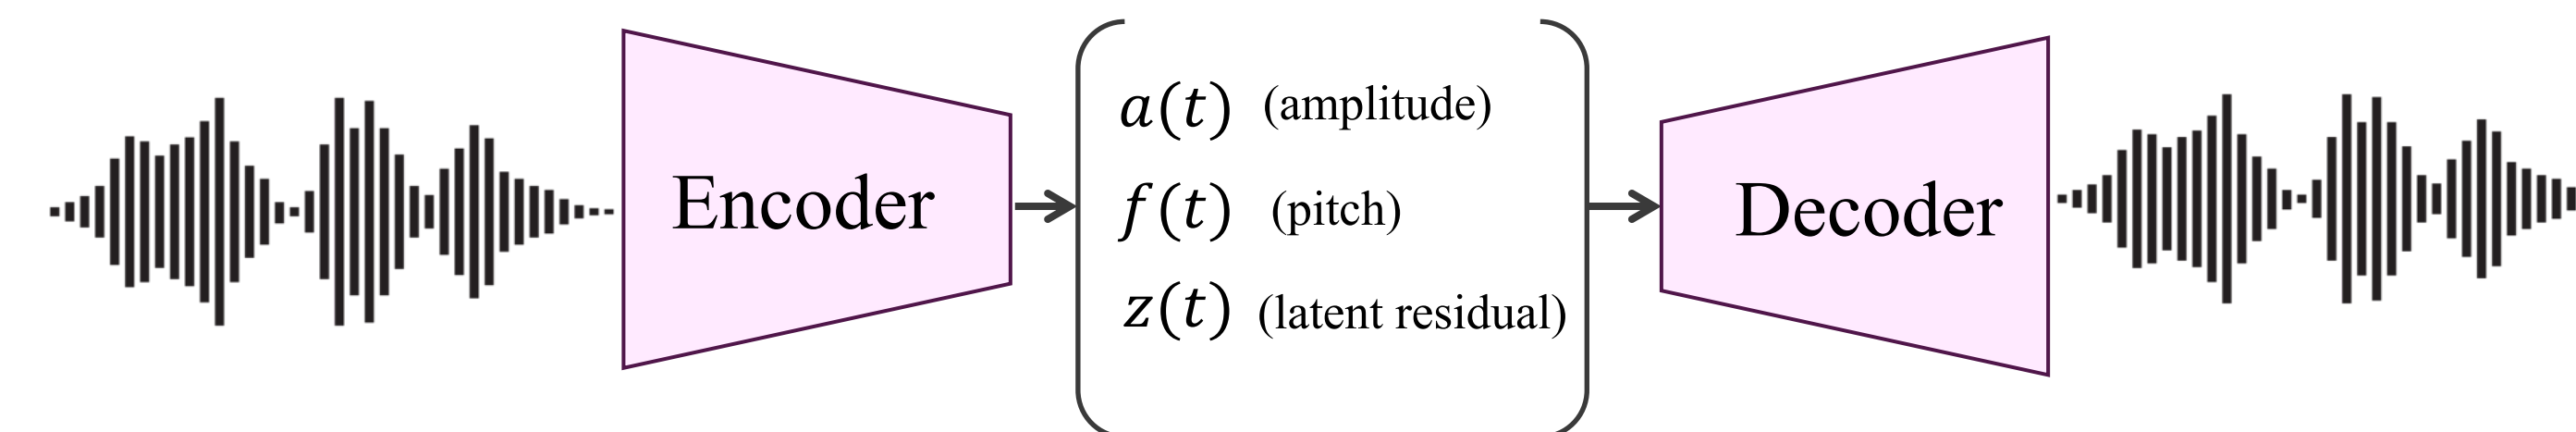 Encoder
a(t) (amplitude)
f(t) (pitch)
z(t) (latent residual)
Decoder